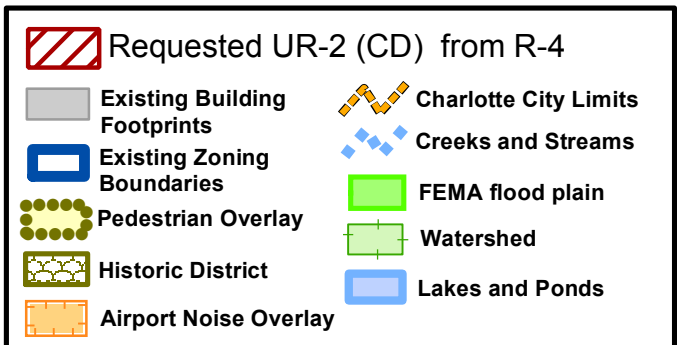 Requested UR-2 (CD) from R-4
Existing Building
Footprints
Existing Zoning
Boundaries
Pedestrian Overlay
Historic District
Airport Noise Overlay
Charlotte City Limits
Creeks and Streams
FEMA flood plain
Watershed
Lakes and Ponds